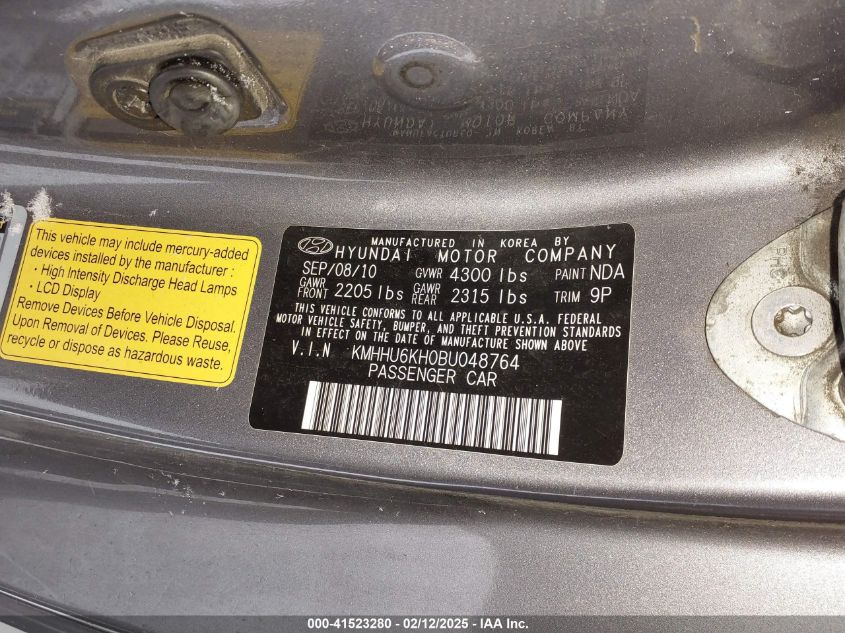 This vehicle may include mercury-added
devices installed by the manufacturer :
· High Intensity Discharge Head Lamps
· LCD Display
Remove Devices Before Vehicle Disposal.
Upon Removal of Devices. Please Reuse,
recycle or dispose as hazardous waste.
MANUFACTURED IN KOREA BY
HYUNDAI MOTOR COMPANY
SEP/08/10 GVWR 4300 lbs PAINT NDA
GAWR FRONT 2205 lbs GAWR REAR 2315 lbs TRIM 9P
THIS VEHICLE CONFORMS TO ALL APPLICABLE U.S.A. FEDERAL
MOTOR VEHICLE SAFETY, BUMPER, AND THEFT PREVENTION STANDARDS
IN EFFECT ON THE DATE OF MANUFACTURE SHOWN ABOVE
V.I.N KMHHU6KH0BU048764
PASSENGER CAR
000-41523280 - 02/12/2025 - IAA Inc.